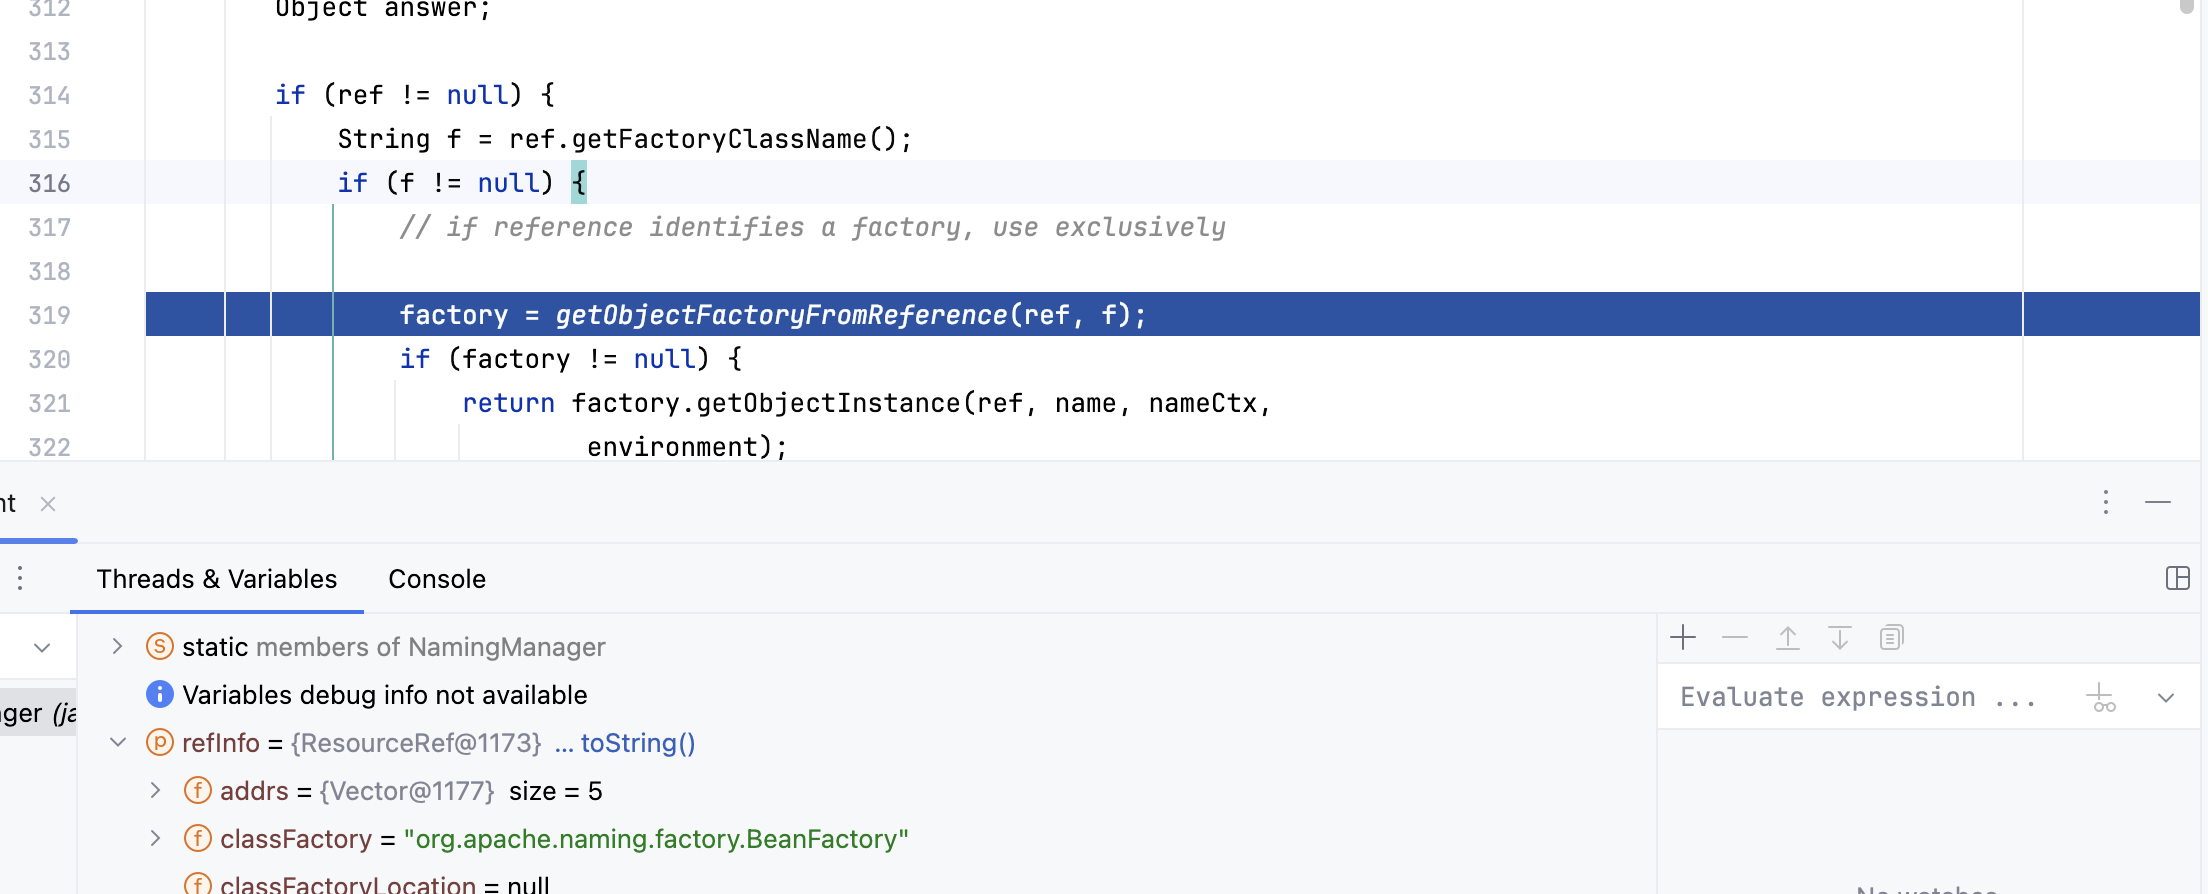 312 Object answer;
313
314 if (ref != null) {
315 String f = ref.getFactoryClassName();
316 if (f != null) {
317 // if reference identifies a factory, use exclusively
318
319 factory = getObjectFactoryFromReference(ref, f);
320 if (factory != null) {
321 return factory.getObjectInstance(ref, name, nameCtx,
322 environment);
nt
Threads & Variables Console
static members of NamingManager
Variables debug info not available
Evaluate expression ...
ger (ja
refInfo = {ResourceRef@1173} ... toString()
addrs = {Vector@1177} size = 5
classFactory = "org.apache.naming.factory.BeanFactory"
classFactoryLocation = null
No watches